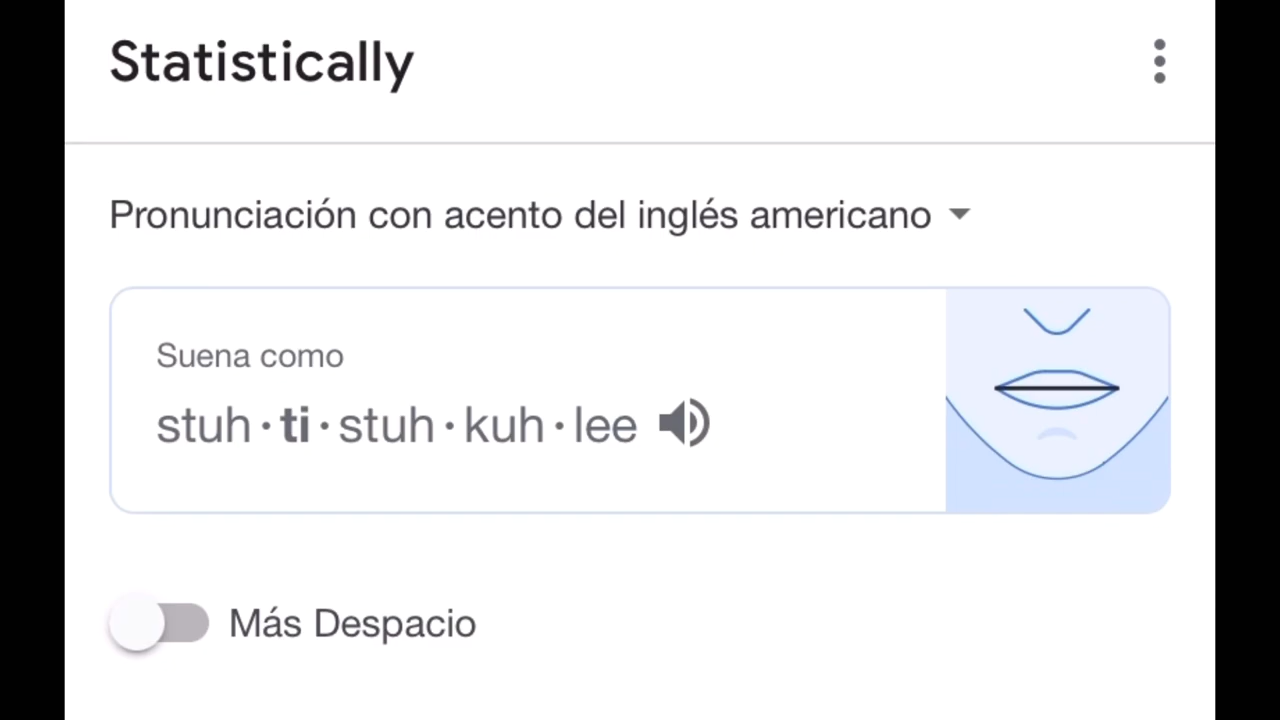 Statistically
Pronunciación con acento del inglés americano
Suena como
stuh·ti·stuh·kuh·lee
Más Despacio